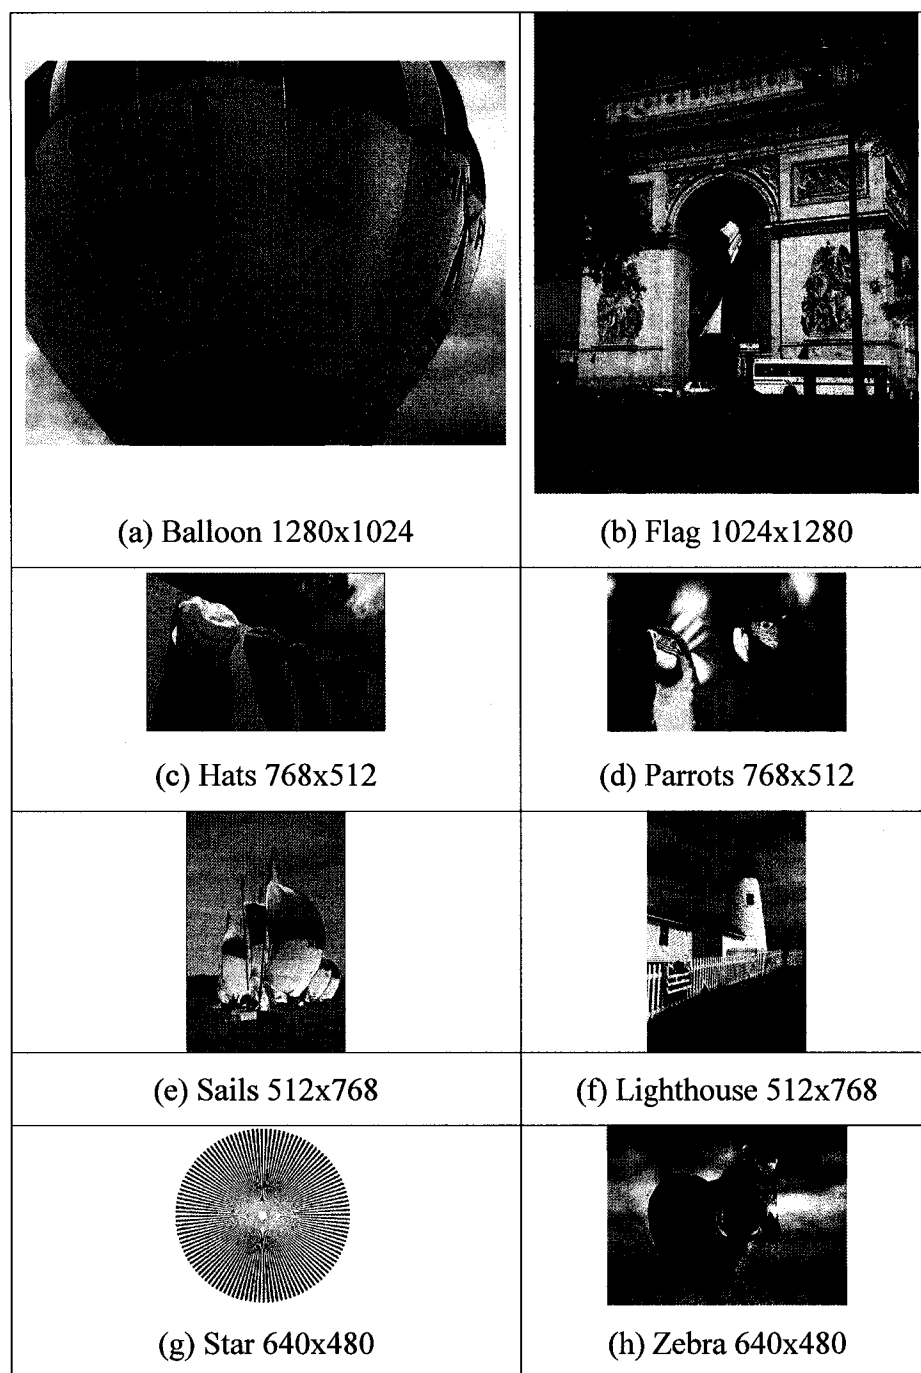 (a) Balloon 1280x1024
(b) Flag 1024x1280
(c) Hats 768x512
(d) Parrots 768x512
(e) Sails 512x768
(f) Lighthouse 512x768
(g) Star 640x480
(h) Zebra 640x480